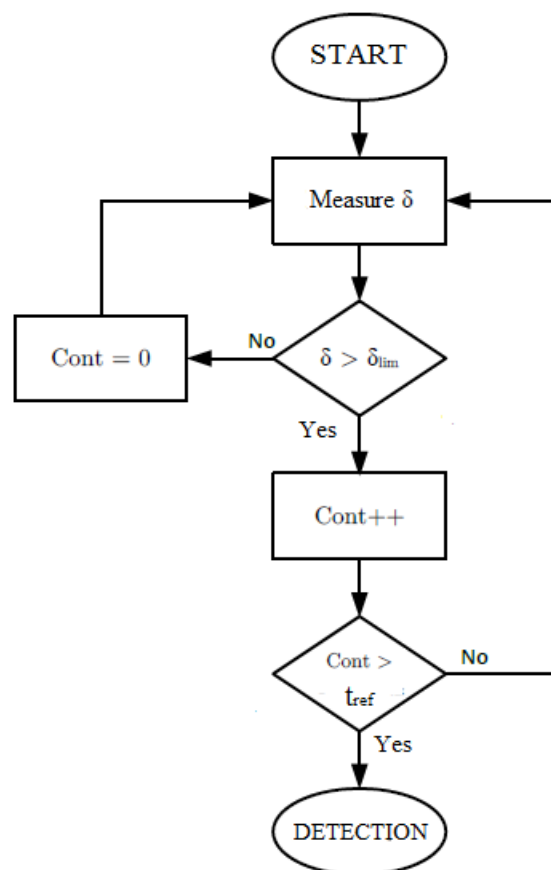 START
Measure δ
No
Cont = 0
δ > δlim
Yes
Cont++
Cont >
tref
No
Yes
DETECTION